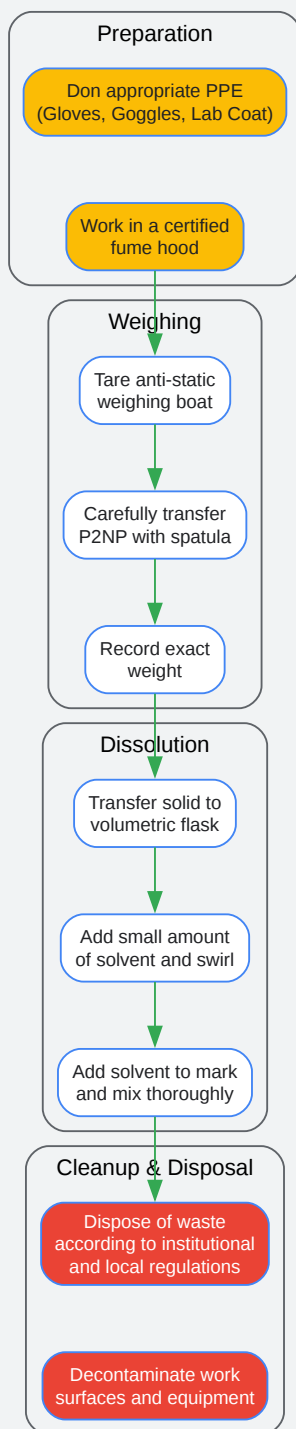 Preparation
Don appropriate PPE
(Gloves, Goggles, Lab Coat)
Work in a certified
fume hood
Weighing
Tare anti-static
weighing boat
Carefully transfer
P2NP with spatula
Record exact
weight
Dissolution
Transfer solid to
volumetric flask
Add small amount
of solvent and swirl
Add solvent to mark
and mix thoroughly
Cleanup & Disposal
Dispose of waste
according to institutional
and local regulations
Decontaminate work
surfaces and equipment